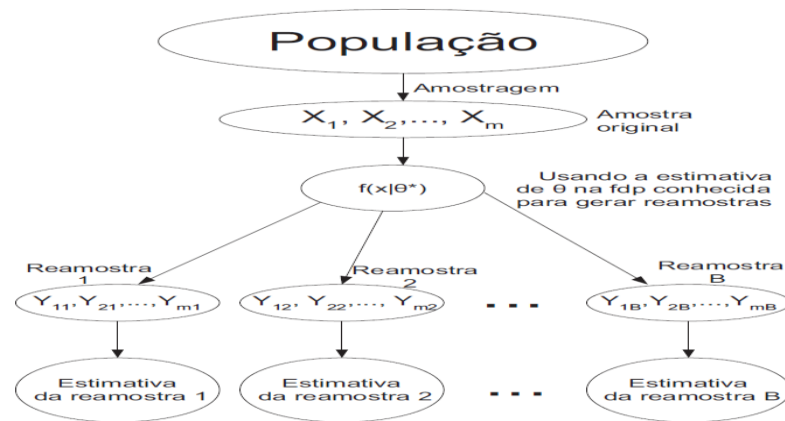 População
Amostragem
X₁, X₂,..., Xₘ
Amostra
original
f(x|θ*)
Usando a estimativa
de θ na fdp conhecida
para gerar reamostras
Reamostra
1
Reamostra
2
Reamostra
B
Y₁₁,Y₂₁,...,Yₘ₁
Y₁₂, Y₂₂,..., Yₘ₂
- - -
Y₁B,Y₂B,...,YₘB
Estimativa
da reamostra 1
Estimativa
da reamostra 2
- - -
Estimativa
da reamostra B